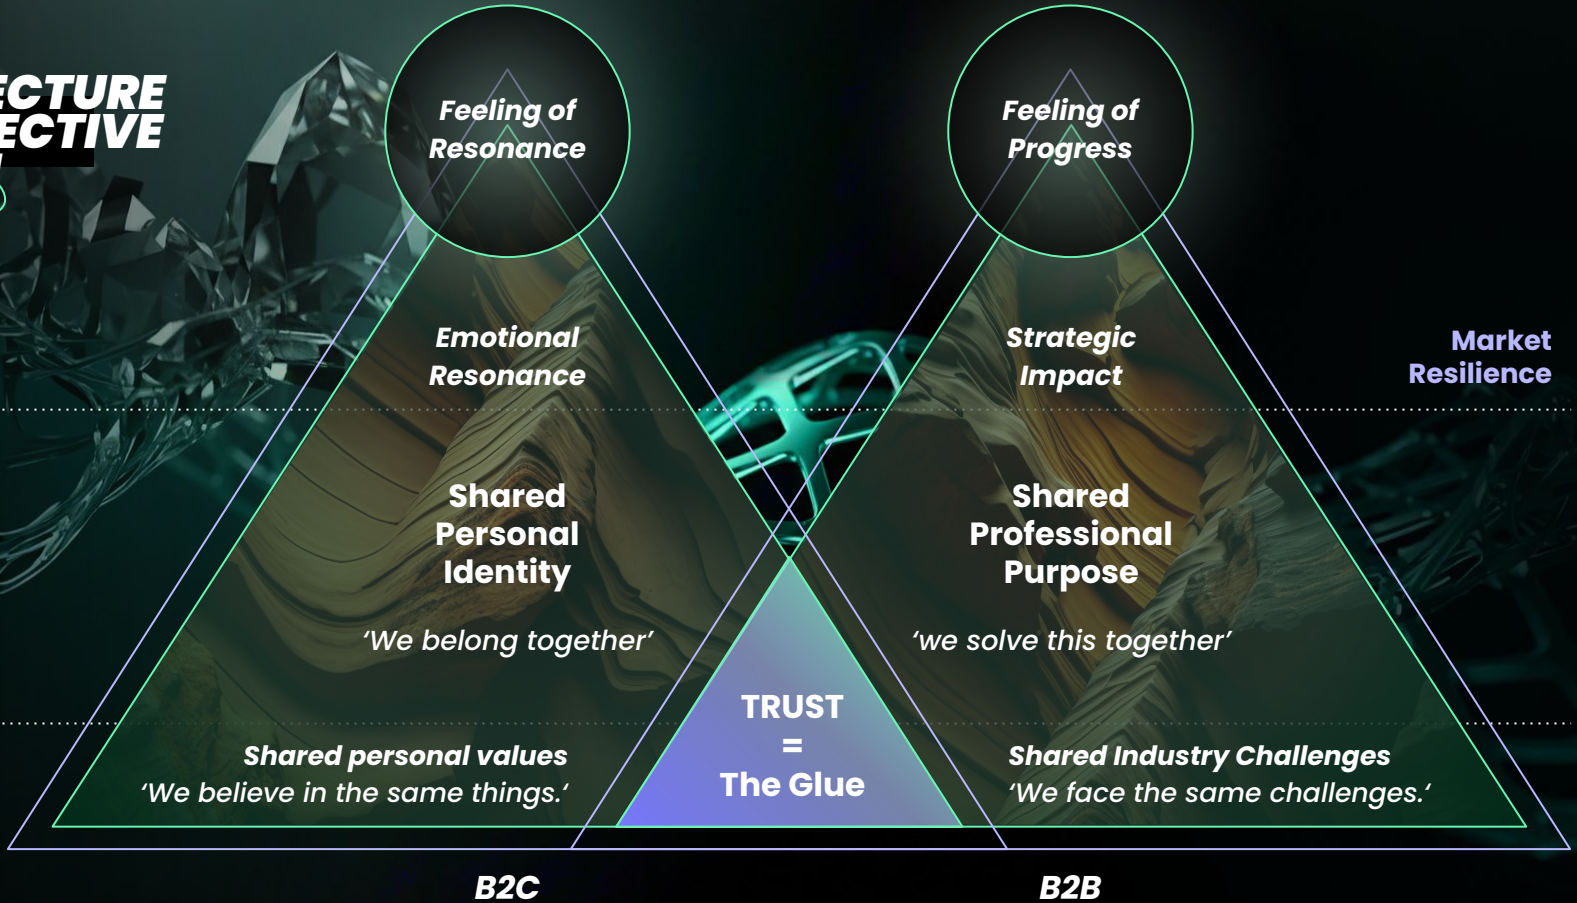 ECTURE
ECTIVE
Feeling of
Resonance
Feeling of
Progress
Emotional
Resonance
Strategic
Impact
Market
Resilience
Shared
Personal
Identity
Shared
Professional
Purpose
‘We belong together’
‘we solve this together’
TRUST
=
The Glue
Shared personal values
‘We believe in the same things.‘
Shared Industry Challenges
‘We face the same challenges.‘
B2C
B2B